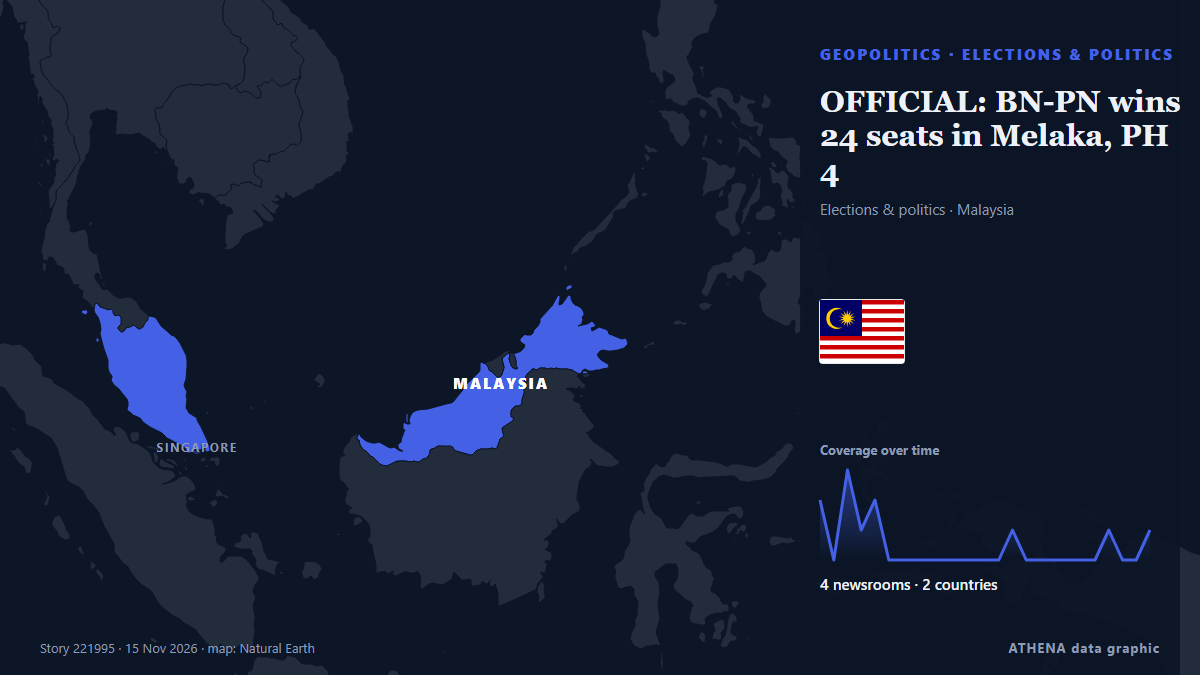 GEOPOLITICS · ELECTIONS & POLITICS
OFFICIAL: BN-PN wins
24 seats in Melaka, PH
4
Elections & politics · Malaysia
MALAYSIA
SINGAPORE
Coverage over time
4 newsrooms · 2 countries
Story 221995 · 15 Nov 2026 · map: Natural Earth
ATHENA data graphic